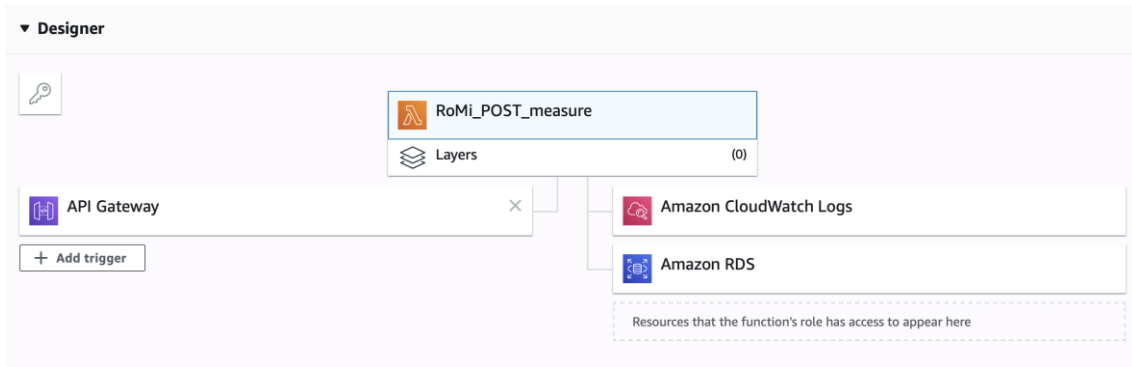 Designer
RoMi_POST_measure
Layers (0)
API Gateway
Add trigger
Amazon CloudWatch Logs
Amazon RDS
Resources that the function's role has access to appear here